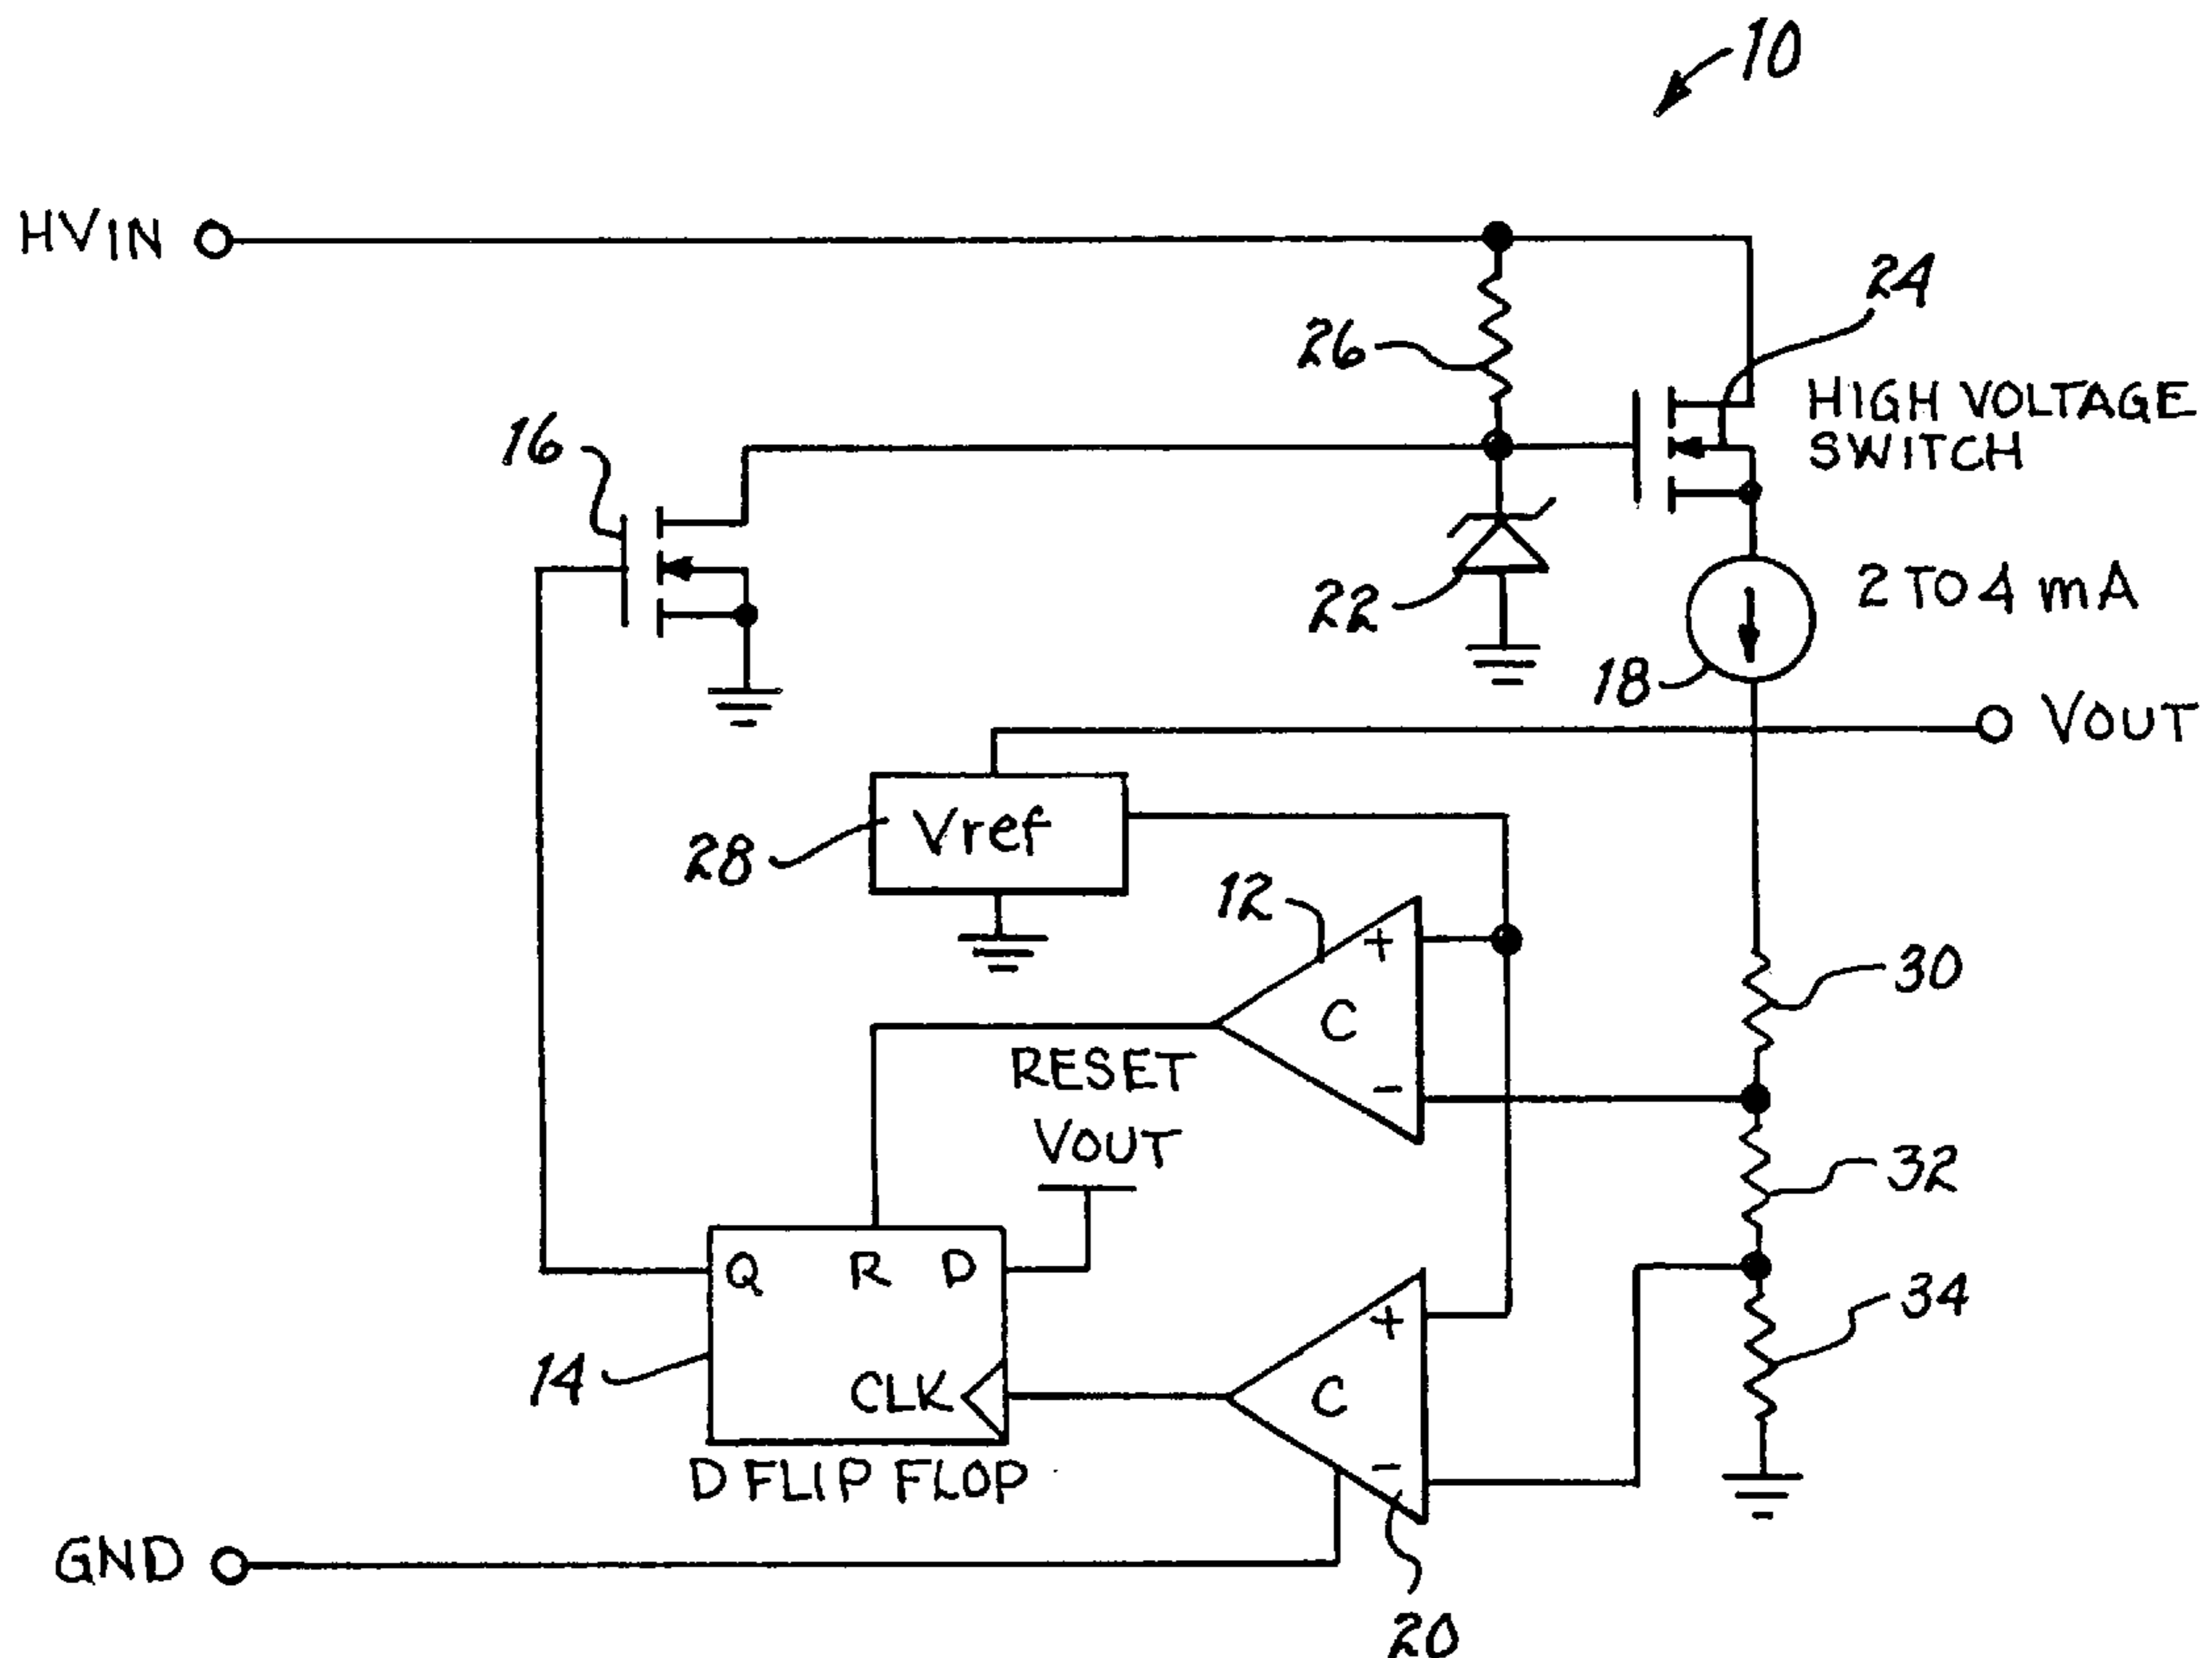 10
HVIN
24
26
HIGH VOLTAGE
SWITCH
16
22
2 TO 4 mA
18
VOUT
Vref
28
12
+
C
-
30
RESET
VOUT
32
Q R D
+
34
14
CLK
C
-
D FLIP FLOP
GND
20